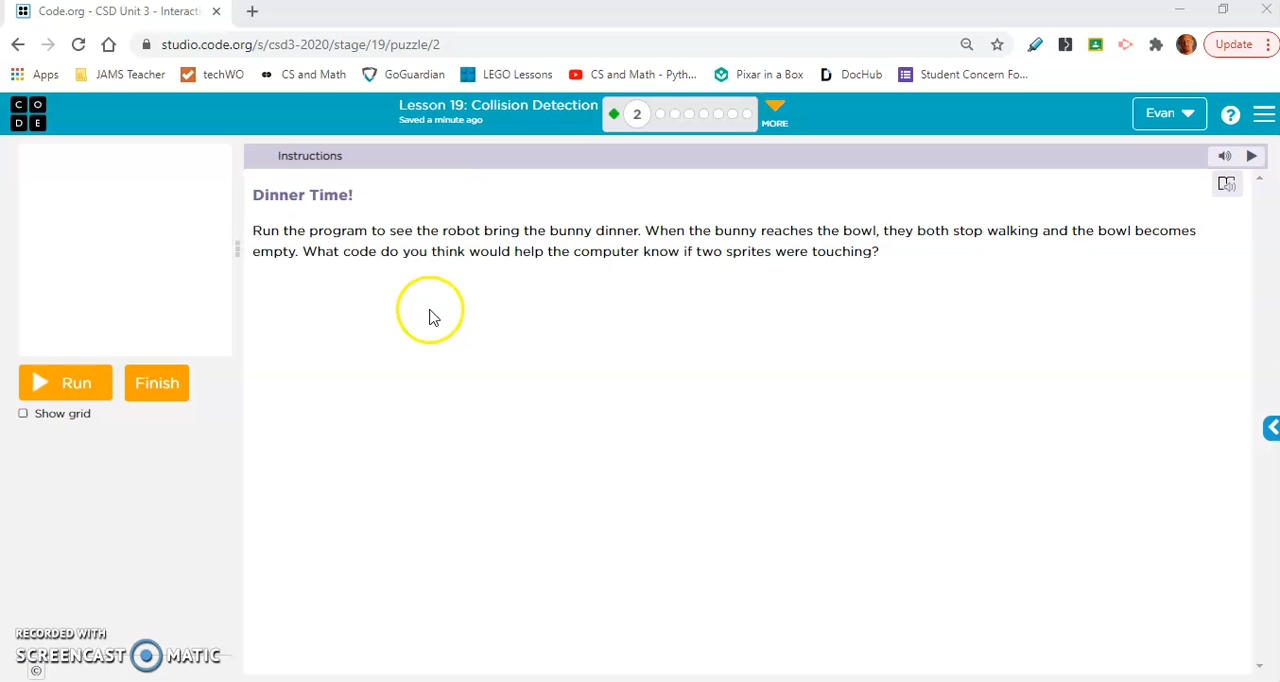 Code.org - CSD Unit 3 - Interacti
studio.code.org/s/csd3-2020/stage/19/puzzle/2
Update
Apps JAMS Teacher techWO CS and Math GoGuardian LEGO Lessons CS and Math - Pyth... Pixar in a Box DocHub Student Concern Fo...
C O
D E
Lesson 19: Collision Detection
Saved a minute ago
2
MORE
Evan
?
Instructions
Dinner Time!
Run the program to see the robot bring the bunny dinner. When the bunny reaches the bowl, they both stop walking and the bowl becomes
empty. What code do you think would help the computer know if two sprites were touching?
Run Finish
Show grid
RECORDED WITH
SCREENCAST MATIC
©